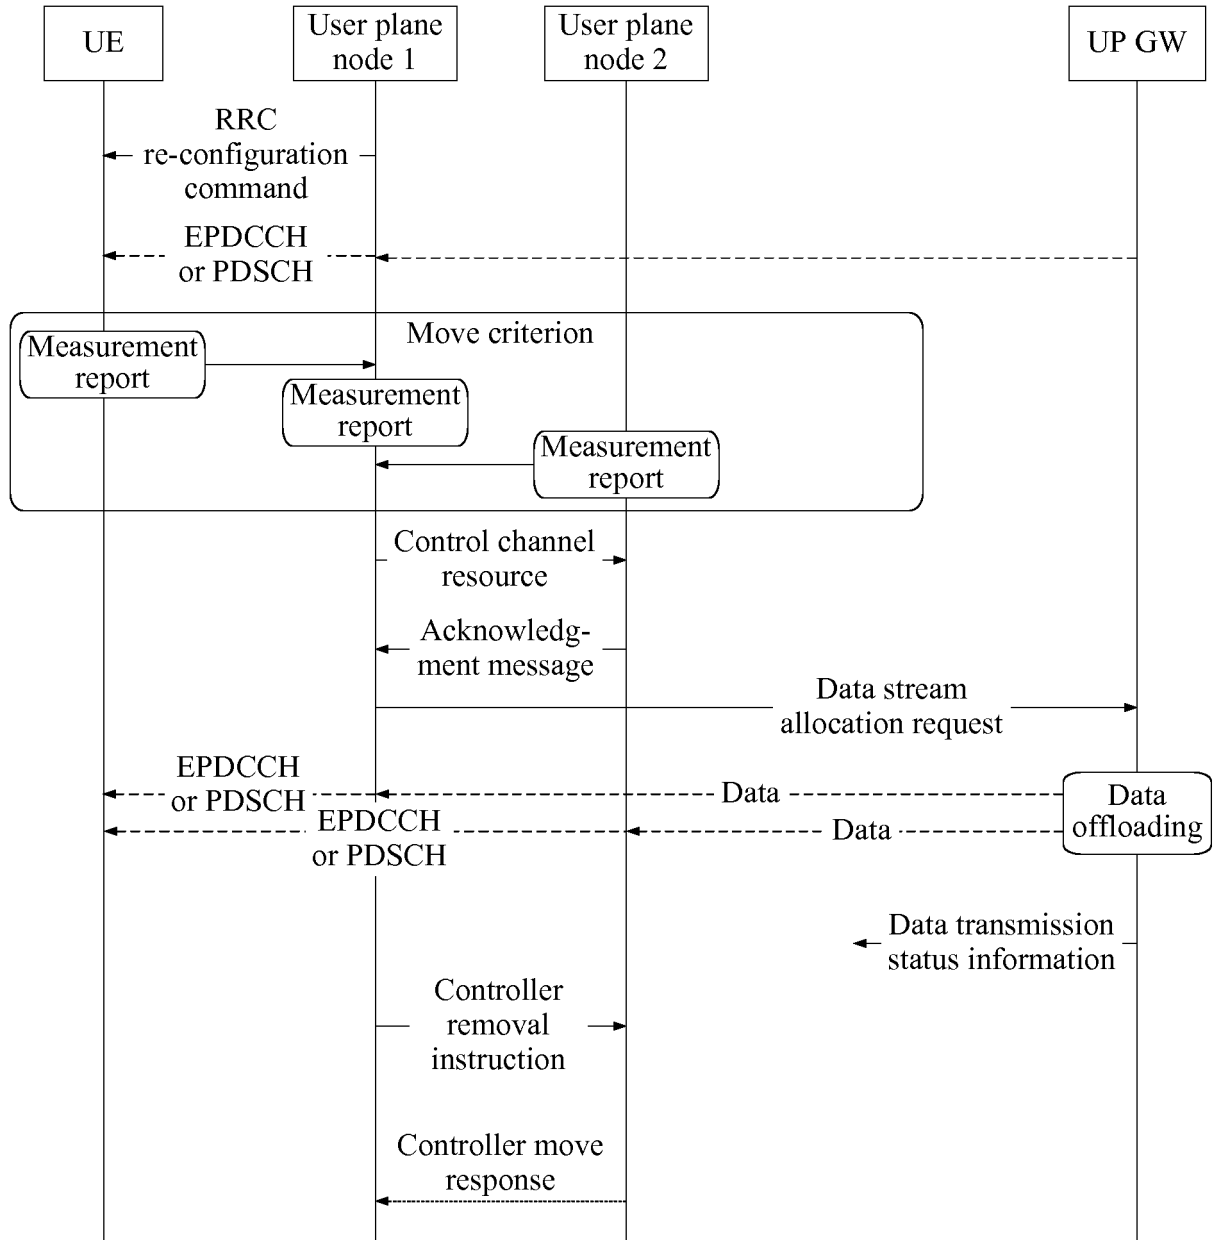 UE
User plane
node 1
User plane
node 2
UP GW
RRC
re-configuration
command
EPDCCH
or PDSCH
Move criterion
Measurement
report
Measurement
report
Measurement
report
Control channel
resource
Acknowledg-
ment message
Data stream
allocation request
EPDCCH
or PDSCH
Data
Data
offloading
EPDCCH
or PDSCH
Data
Data transmission
status information
Controller
removal
instruction
Controller move
response